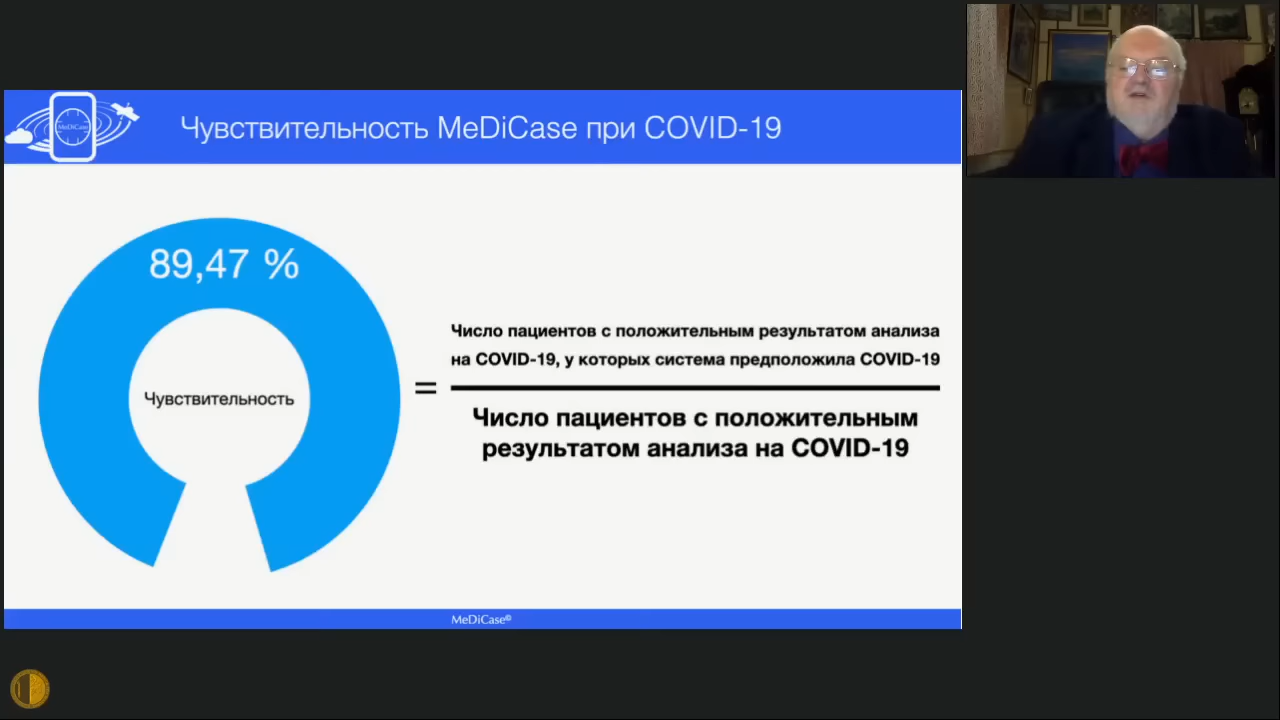 MeDiCase
Чувствительность MeDiCase при COVID-19
89,47 %
Чувствительность
=
Число пациентов с положительным результатом анализа
на COVID-19, у которых система предположила COVID-19
Число пациентов с положительным
результатом анализа на COVID-19
MeDiCase©